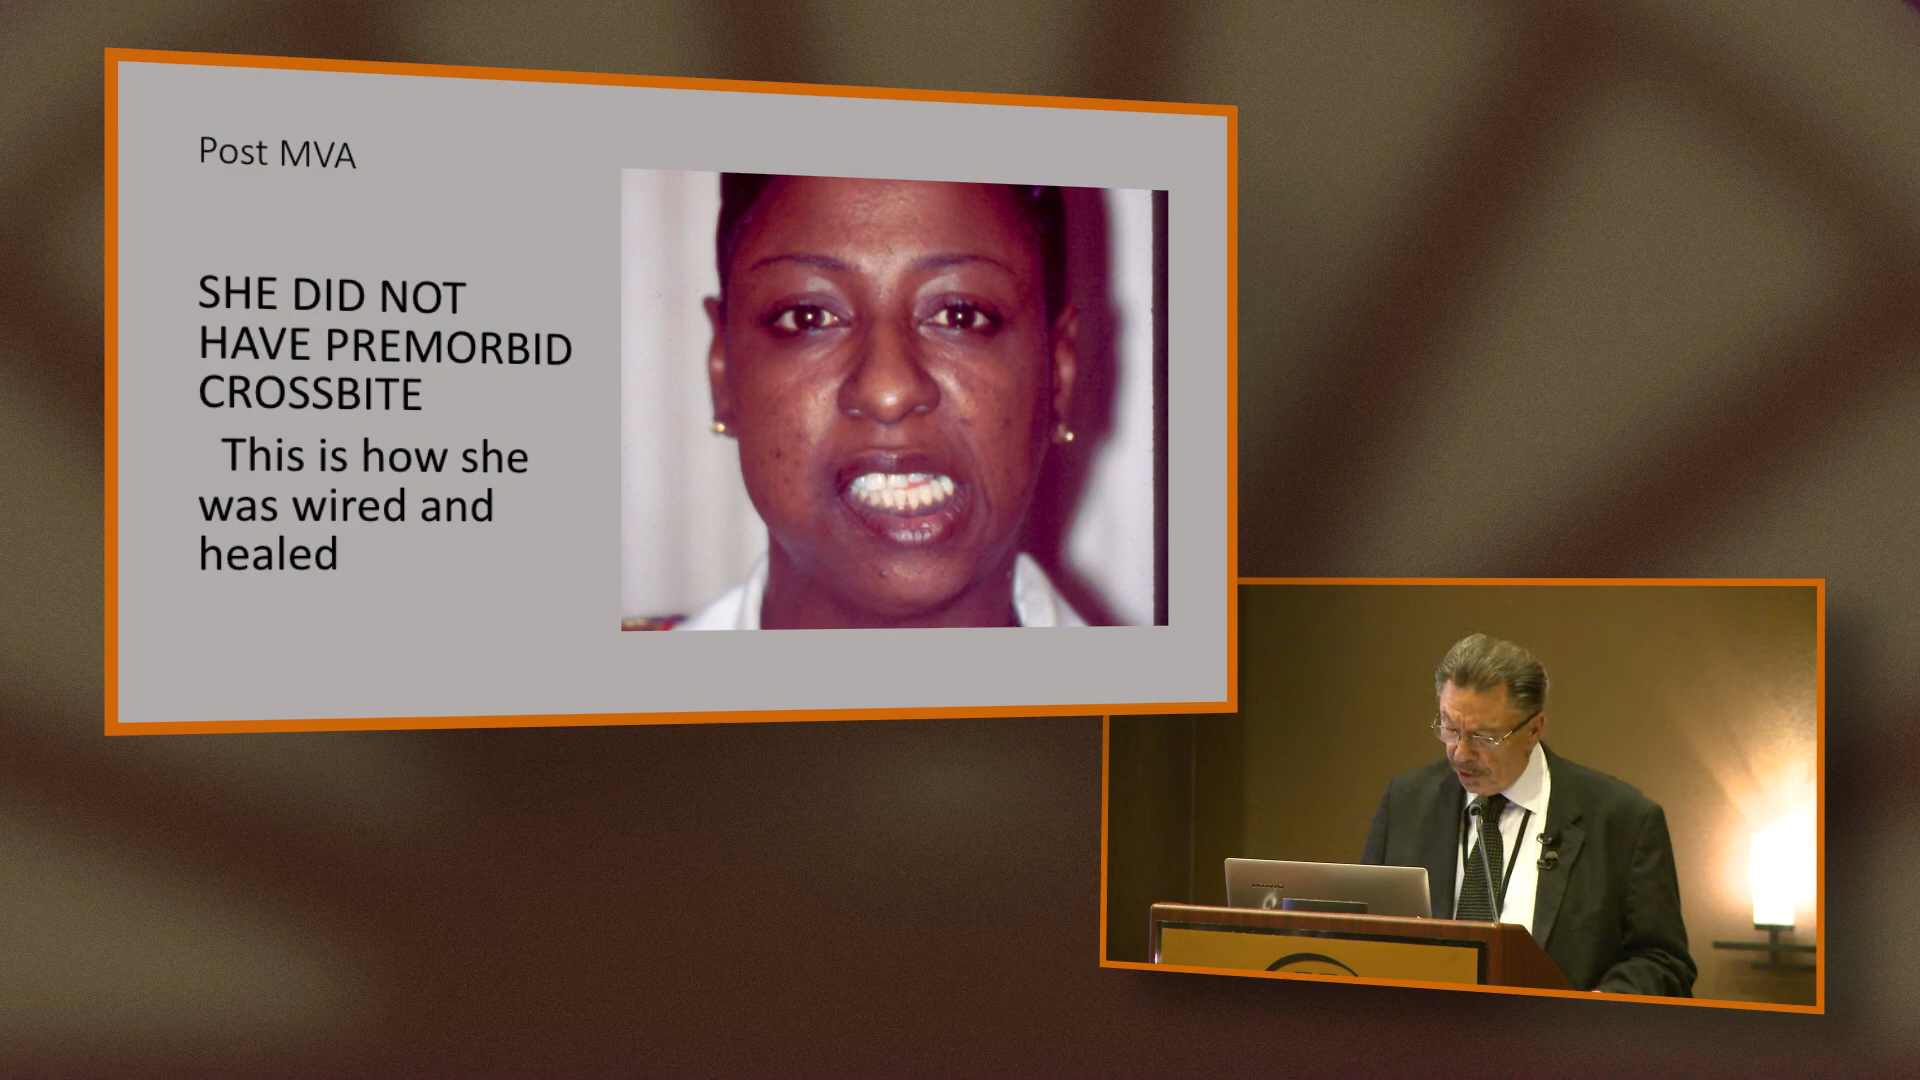 Post MVA
SHE DID NOT
HAVE PREMORBID
CROSSBITE
This is how she
was wired and
healed